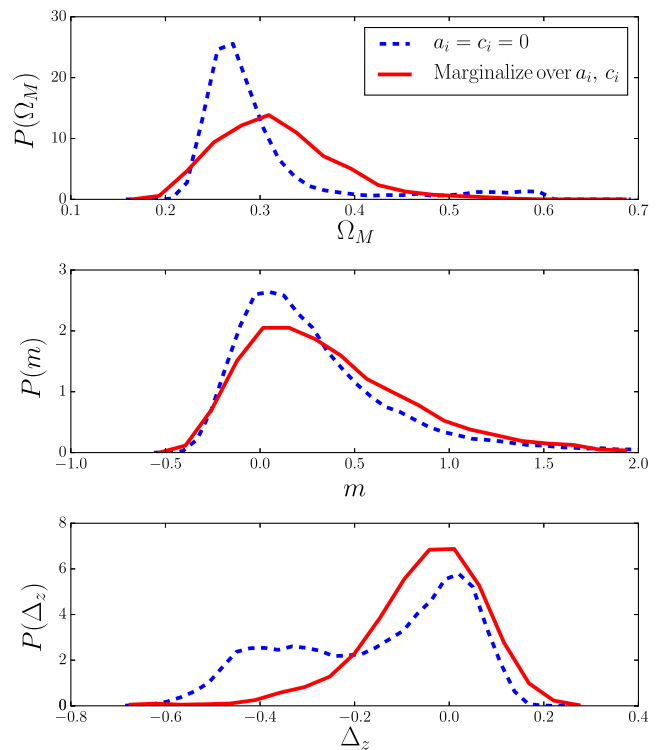 30
20
10
0
P(Ω_M)
a_i = c_i = 0
Marginalize over a_i, c_i
0.1 0.2 0.3 0.4 0.5 0.6 0.7
Ω_M
3
2
1
0
P(m)
−1.0 −0.5 0.0 0.5 1.0 1.5 2.0
m
8
6
4
2
0
P(Δ_z)
−0.8 −0.6 −0.4 −0.2 0.0 0.2 0.4
Δ_z